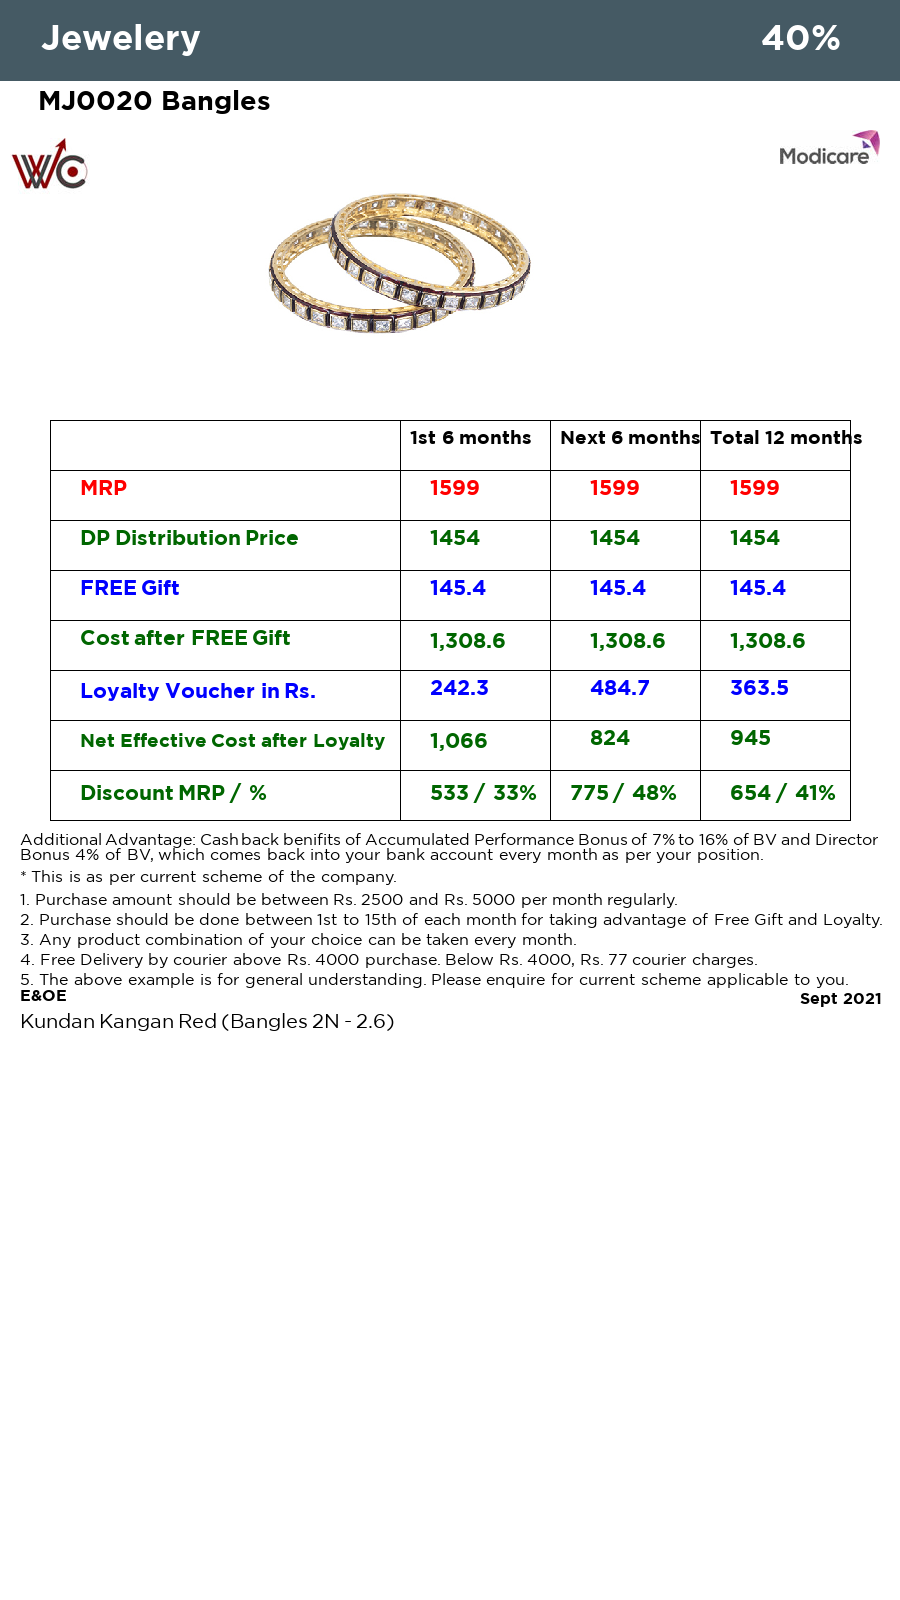 Jewelery 40%
MJ0020 Bangles
WC
Modicare
1st 6 months Next 6 months Total 12 months
MRP 1599 1599 1599
DP Distribution Price 1454 1454 1454
FREE Gift 145.4 145.4 145.4
Cost after FREE Gift 1,308.6 1,308.6 1,308.6
Loyalty Voucher in Rs. 242.3 484.7 363.5
Net Effective Cost after Loyalty 1,066 824 945
Discount MRP / % 533 / 33% 775 / 48% 654 / 41%
Additional Advantage: Cashback benifits of Accumulated Performance Bonus of 7% to 16% of BV and Director
Bonus 4% of BV, which comes back into your bank account every month as per your position.
* This is as per current scheme of the company.
1. Purchase amount should be between Rs. 2500 and Rs. 5000 per month regularly.
2. Purchase should be done between 1st to 15th of each month for taking advantage of Free Gift and Loyalty.
3. Any product combination of your choice can be taken every month.
4. Free Delivery by courier above Rs. 4000 purchase. Below Rs. 4000, Rs. 77 courier charges.
5. The above example is for general understanding. Please enquire for current scheme applicable to you.
E&OE
Sept 2021
Kundan Kangan Red (Bangles 2N - 2.6)